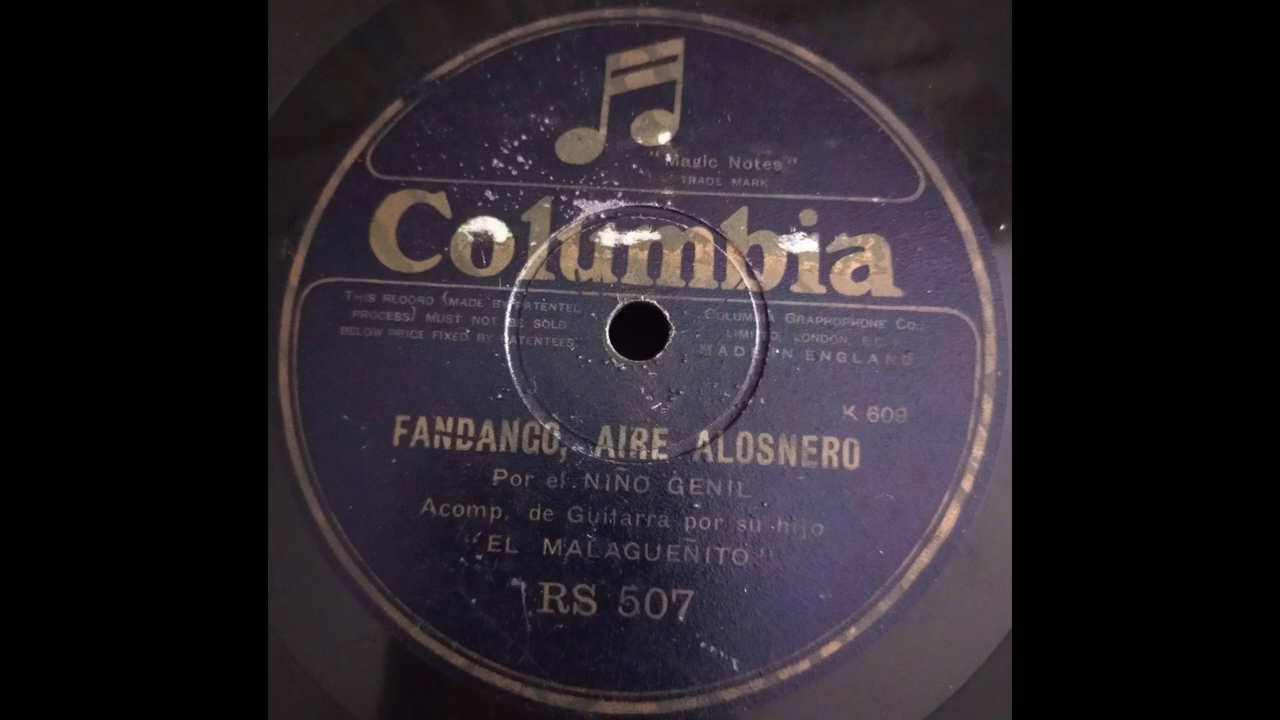 "Magic Notes"
TRADE MARK
Columbia
THIS RECORD (MADE BY PATENTED
PROCESS) MUST NOT BE SOLD
BELOW PRICE FIXED BY PATENTEES
COLUMBIA GRAPHOPHONE CO.,
LIMITED LONDON, E.C.1
MADE IN ENGLAND
K 609
FANDANGO, AIRE ALOSNERO
Por el NIÑO GENIL
Acomp. de Guitarra por su hijo
"EL MALAGUEÑITO"
RS 507